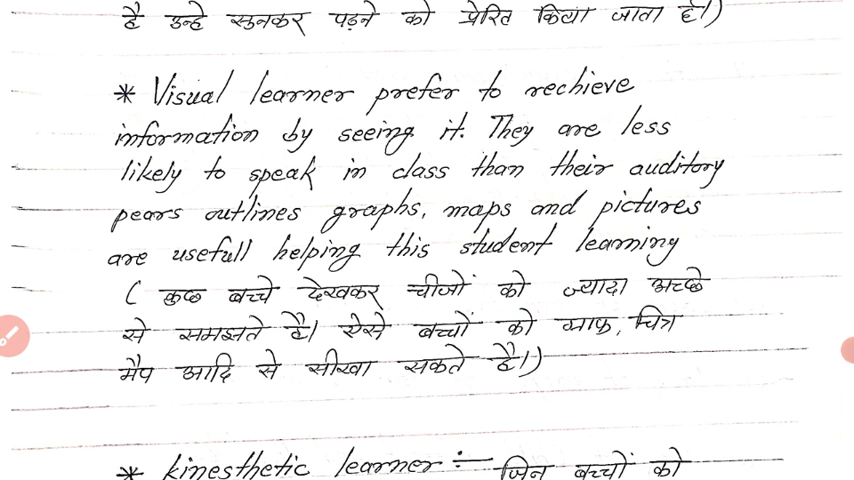 है उन्हे सुनकर पढ़ने को प्रेरित किया जाता है।)
* Visual learner prefer to rechieve
information by seeing it. They are less
likely to speak in class than their auditory
pears outlines graphs, maps and pictures
are usefull helping this student learning
( कुछ बच्चे देखकर चीजों को ज्यादा अच्छे
से समझते है। ऐसे बच्चों को ग्राफ, चित्र
मैप आदि से सीखा सकते है।)
* kinesthetic learner :- जिन बच्चों को